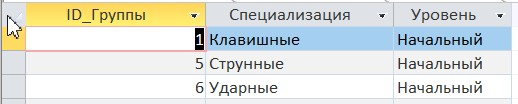 ID_Группы Специализация Уровень
1 Клавишные Начальный
5 Струнные Начальный
6 Ударные Начальный